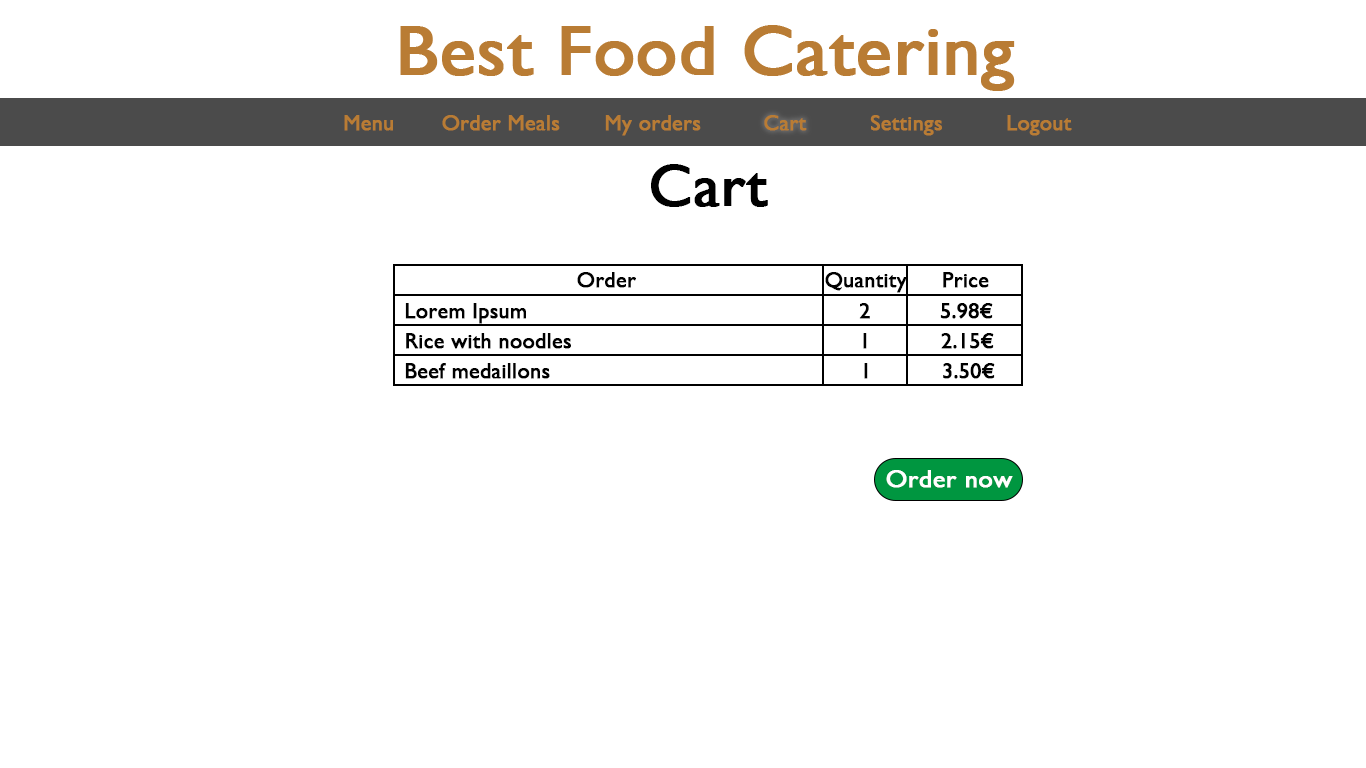 Best Food Catering
Menu Order Meals My orders Cart Settings Logout
Cart
Order Quantity Price
Lorem Ipsum 2 5.98€
Rice with noodles 1 2.15€
Beef medaillons 1 3.50€
Order now